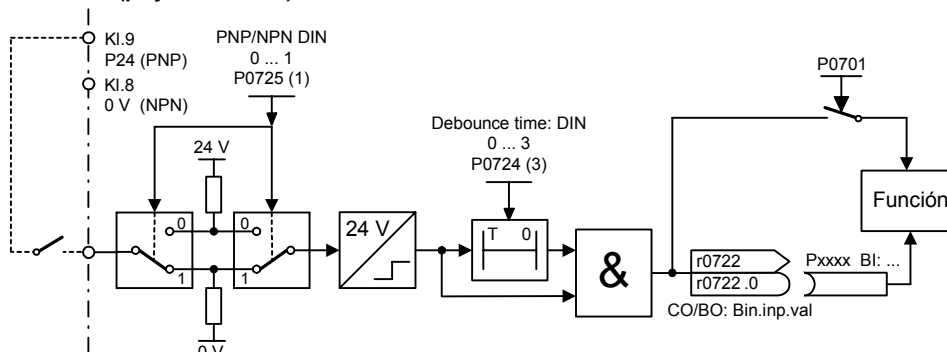 Kl.9
P24 (PNP)
Kl.8
0 V (NPN)
PNP/NPN DIN
0 ... 1
P0725 (1)
24 V
0
0
1
1
0 V
24 V
Debounce time: DIN
0 ... 3
P0724 (3)
T 0
&
P0701
Función
r0722
r0722 .0
Pxxxx BI: ...
CO/BO: Bin.inp.val